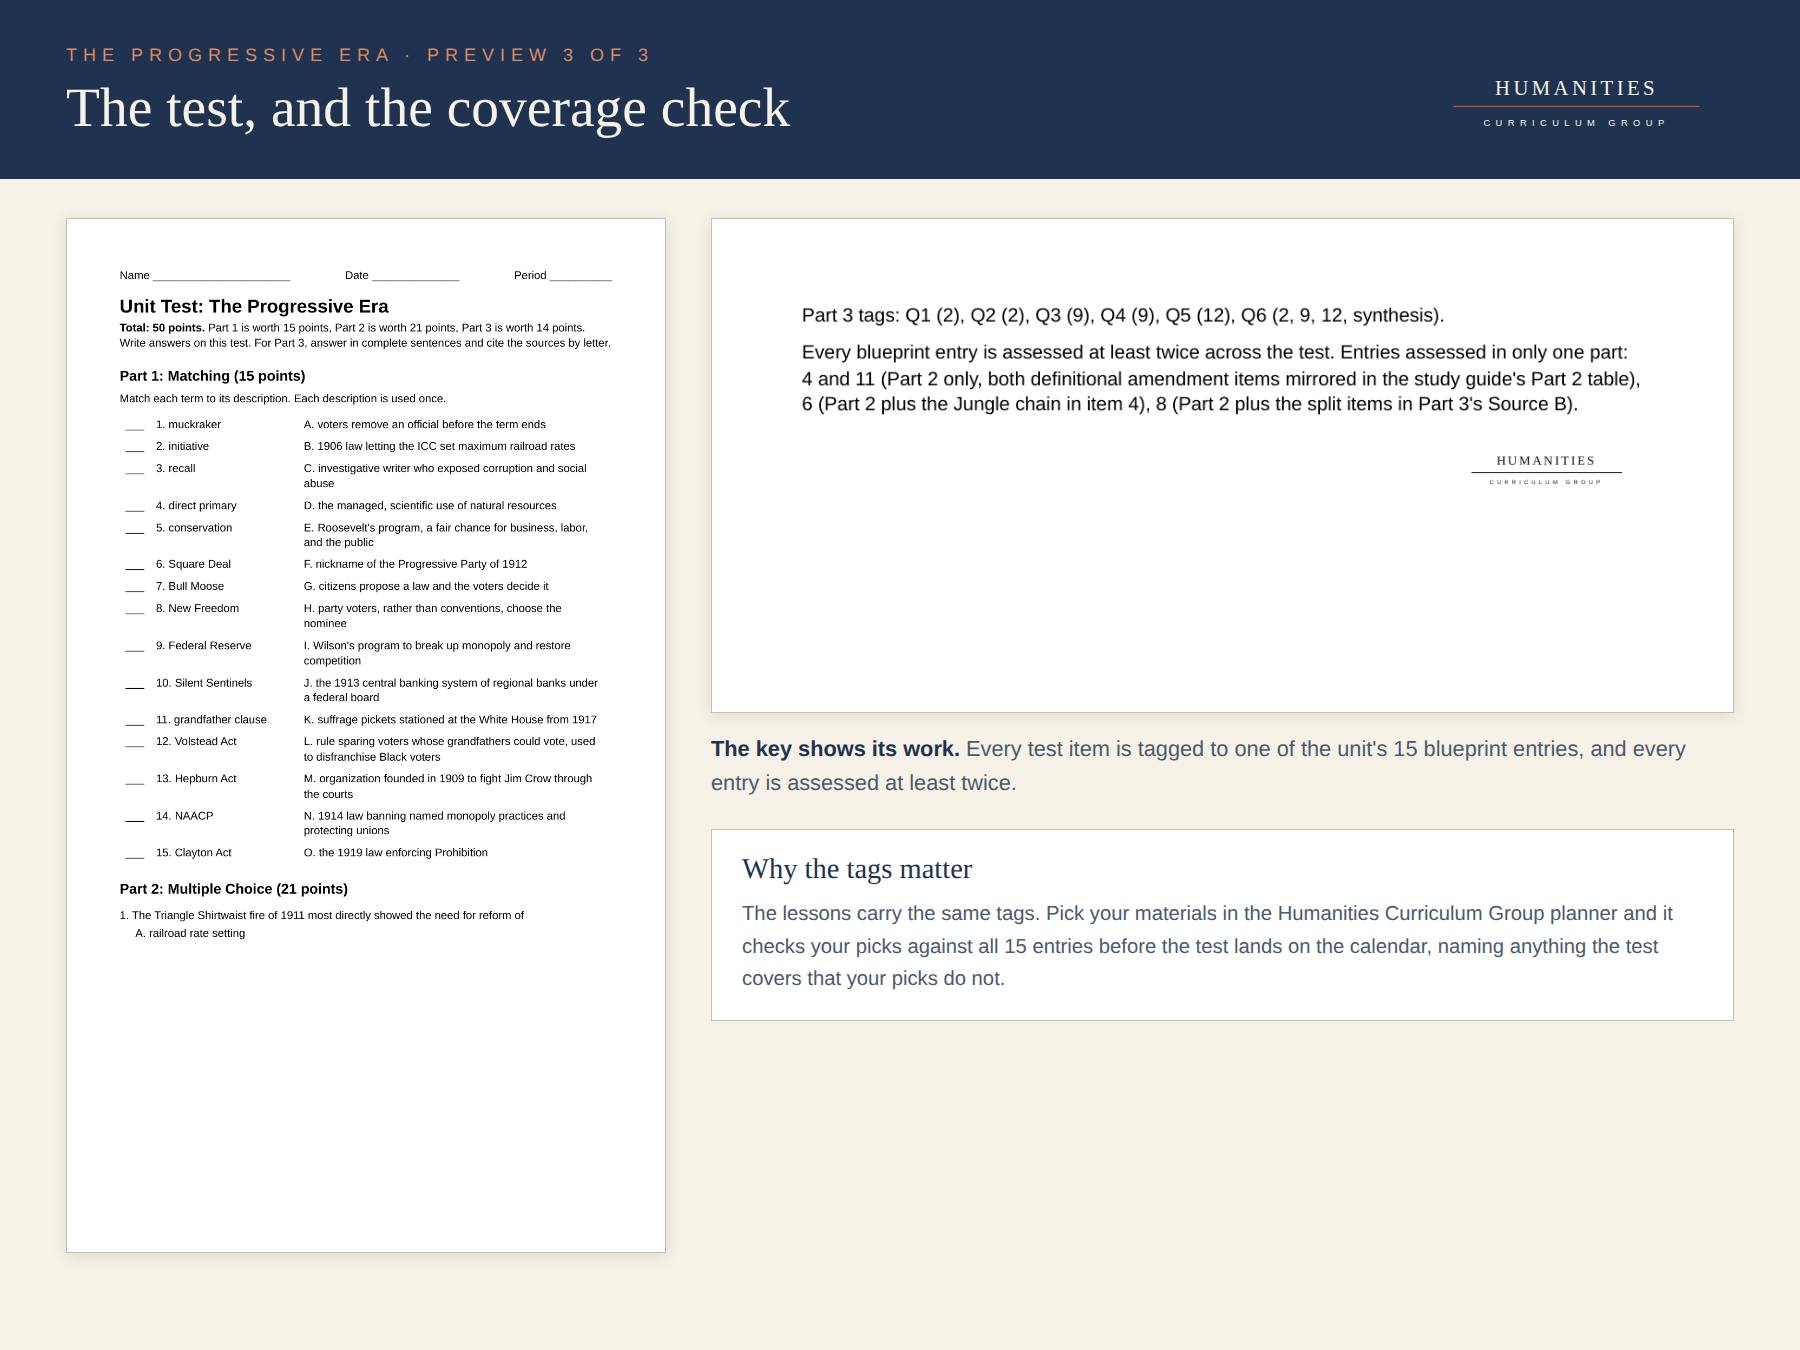 THE PROGRESSIVE ERA · PREVIEW 3 OF 3
The test, and the coverage check
HUMANITIES
CURRICULUM GROUP
Name ______________________ Date ______________ Period __________
Unit Test: The Progressive Era
Total: 50 points. Part 1 is worth 15 points, Part 2 is worth 21 points, Part 3 is worth 14 points.
Write answers on this test. For Part 3, answer in complete sentences and cite the sources by letter.
Part 1: Matching (15 points)
Match each term to its description. Each description is used once.
___ 1. muckraker A. voters remove an official before the term ends
___ 2. initiative B. 1906 law letting the ICC set maximum railroad rates
___ 3. recall C. investigative writer who exposed corruption and social
abuse
___ 4. direct primary D. the managed, scientific use of natural resources
___ 5. conservation E. Roosevelt's program, a fair chance for business, labor,
and the public
___ 6. Square Deal F. nickname of the Progressive Party of 1912
___ 7. Bull Moose G. citizens propose a law and the voters decide it
___ 8. New Freedom H. party voters, rather than conventions, choose the
nominee
___ 9. Federal Reserve I. Wilson's program to break up monopoly and restore
competition
___ 10. Silent Sentinels J. the 1913 central banking system of regional banks under
a federal board
___ 11. grandfather clause K. suffrage pickets stationed at the White House from 1917
___ 12. Volstead Act L. rule sparing voters whose grandfathers could vote, used
to disfranchise Black voters
___ 13. Hepburn Act M. organization founded in 1909 to fight Jim Crow through
the courts
___ 14. NAACP N. 1914 law banning named monopoly practices and
protecting unions
___ 15. Clayton Act O. the 1919 law enforcing Prohibition
Part 2: Multiple Choice (21 points)
1. The Triangle Shirtwaist fire of 1911 most directly showed the need for reform of
A. railroad rate setting
Part 3 tags: Q1 (2), Q2 (2), Q3 (9), Q4 (9), Q5 (12), Q6 (2, 9, 12, synthesis).
Every blueprint entry is assessed at least twice across the test. Entries assessed in only one part:
4 and 11 (Part 2 only, both definitional amendment items mirrored in the study guide's Part 2 table),
6 (Part 2 plus the Jungle chain in item 4), 8 (Part 2 plus the split items in Part 3's Source B).
HUMANITIES
CURRICULUM GROUP
The key shows its work. Every test item is tagged to one of the unit's 15 blueprint entries, and every
entry is assessed at least twice.
Why the tags matter
The lessons carry the same tags. Pick your materials in the Humanities Curriculum Group planner and it
checks your picks against all 15 entries before the test lands on the calendar, naming anything the test
covers that your picks do not.